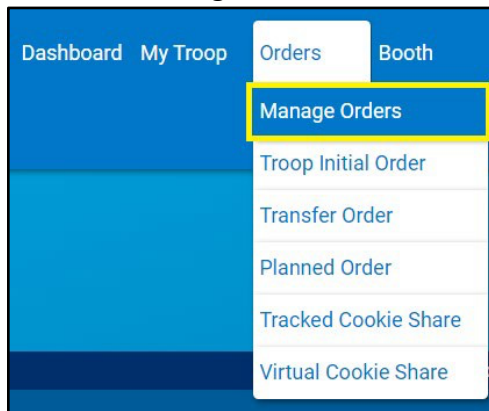 Dashboard My Troop Orders Booth
Manage Orders
Troop Initial Order
Transfer Order
Planned Order
Tracked Cookie Share
Virtual Cookie Share